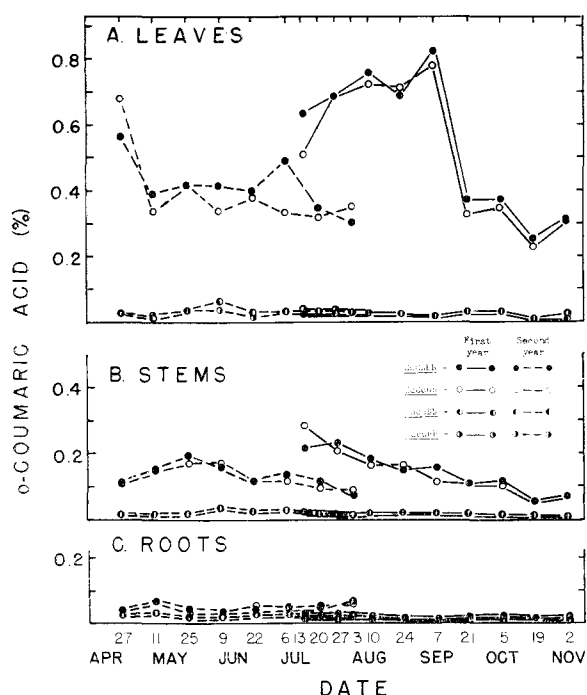 A. LEAVES
0.8
0.6
0.4
0.2
o-COUMARIC ACID (%)
First year
Second year
B. STEMS
0.4
0.2
C. ROOTS
0.2
27 11 25 9 22 6 13 20 27 3 10 24 7 21 5 19 2
APR MAY JUN JUL AUG SEP OCT NOV
DATE